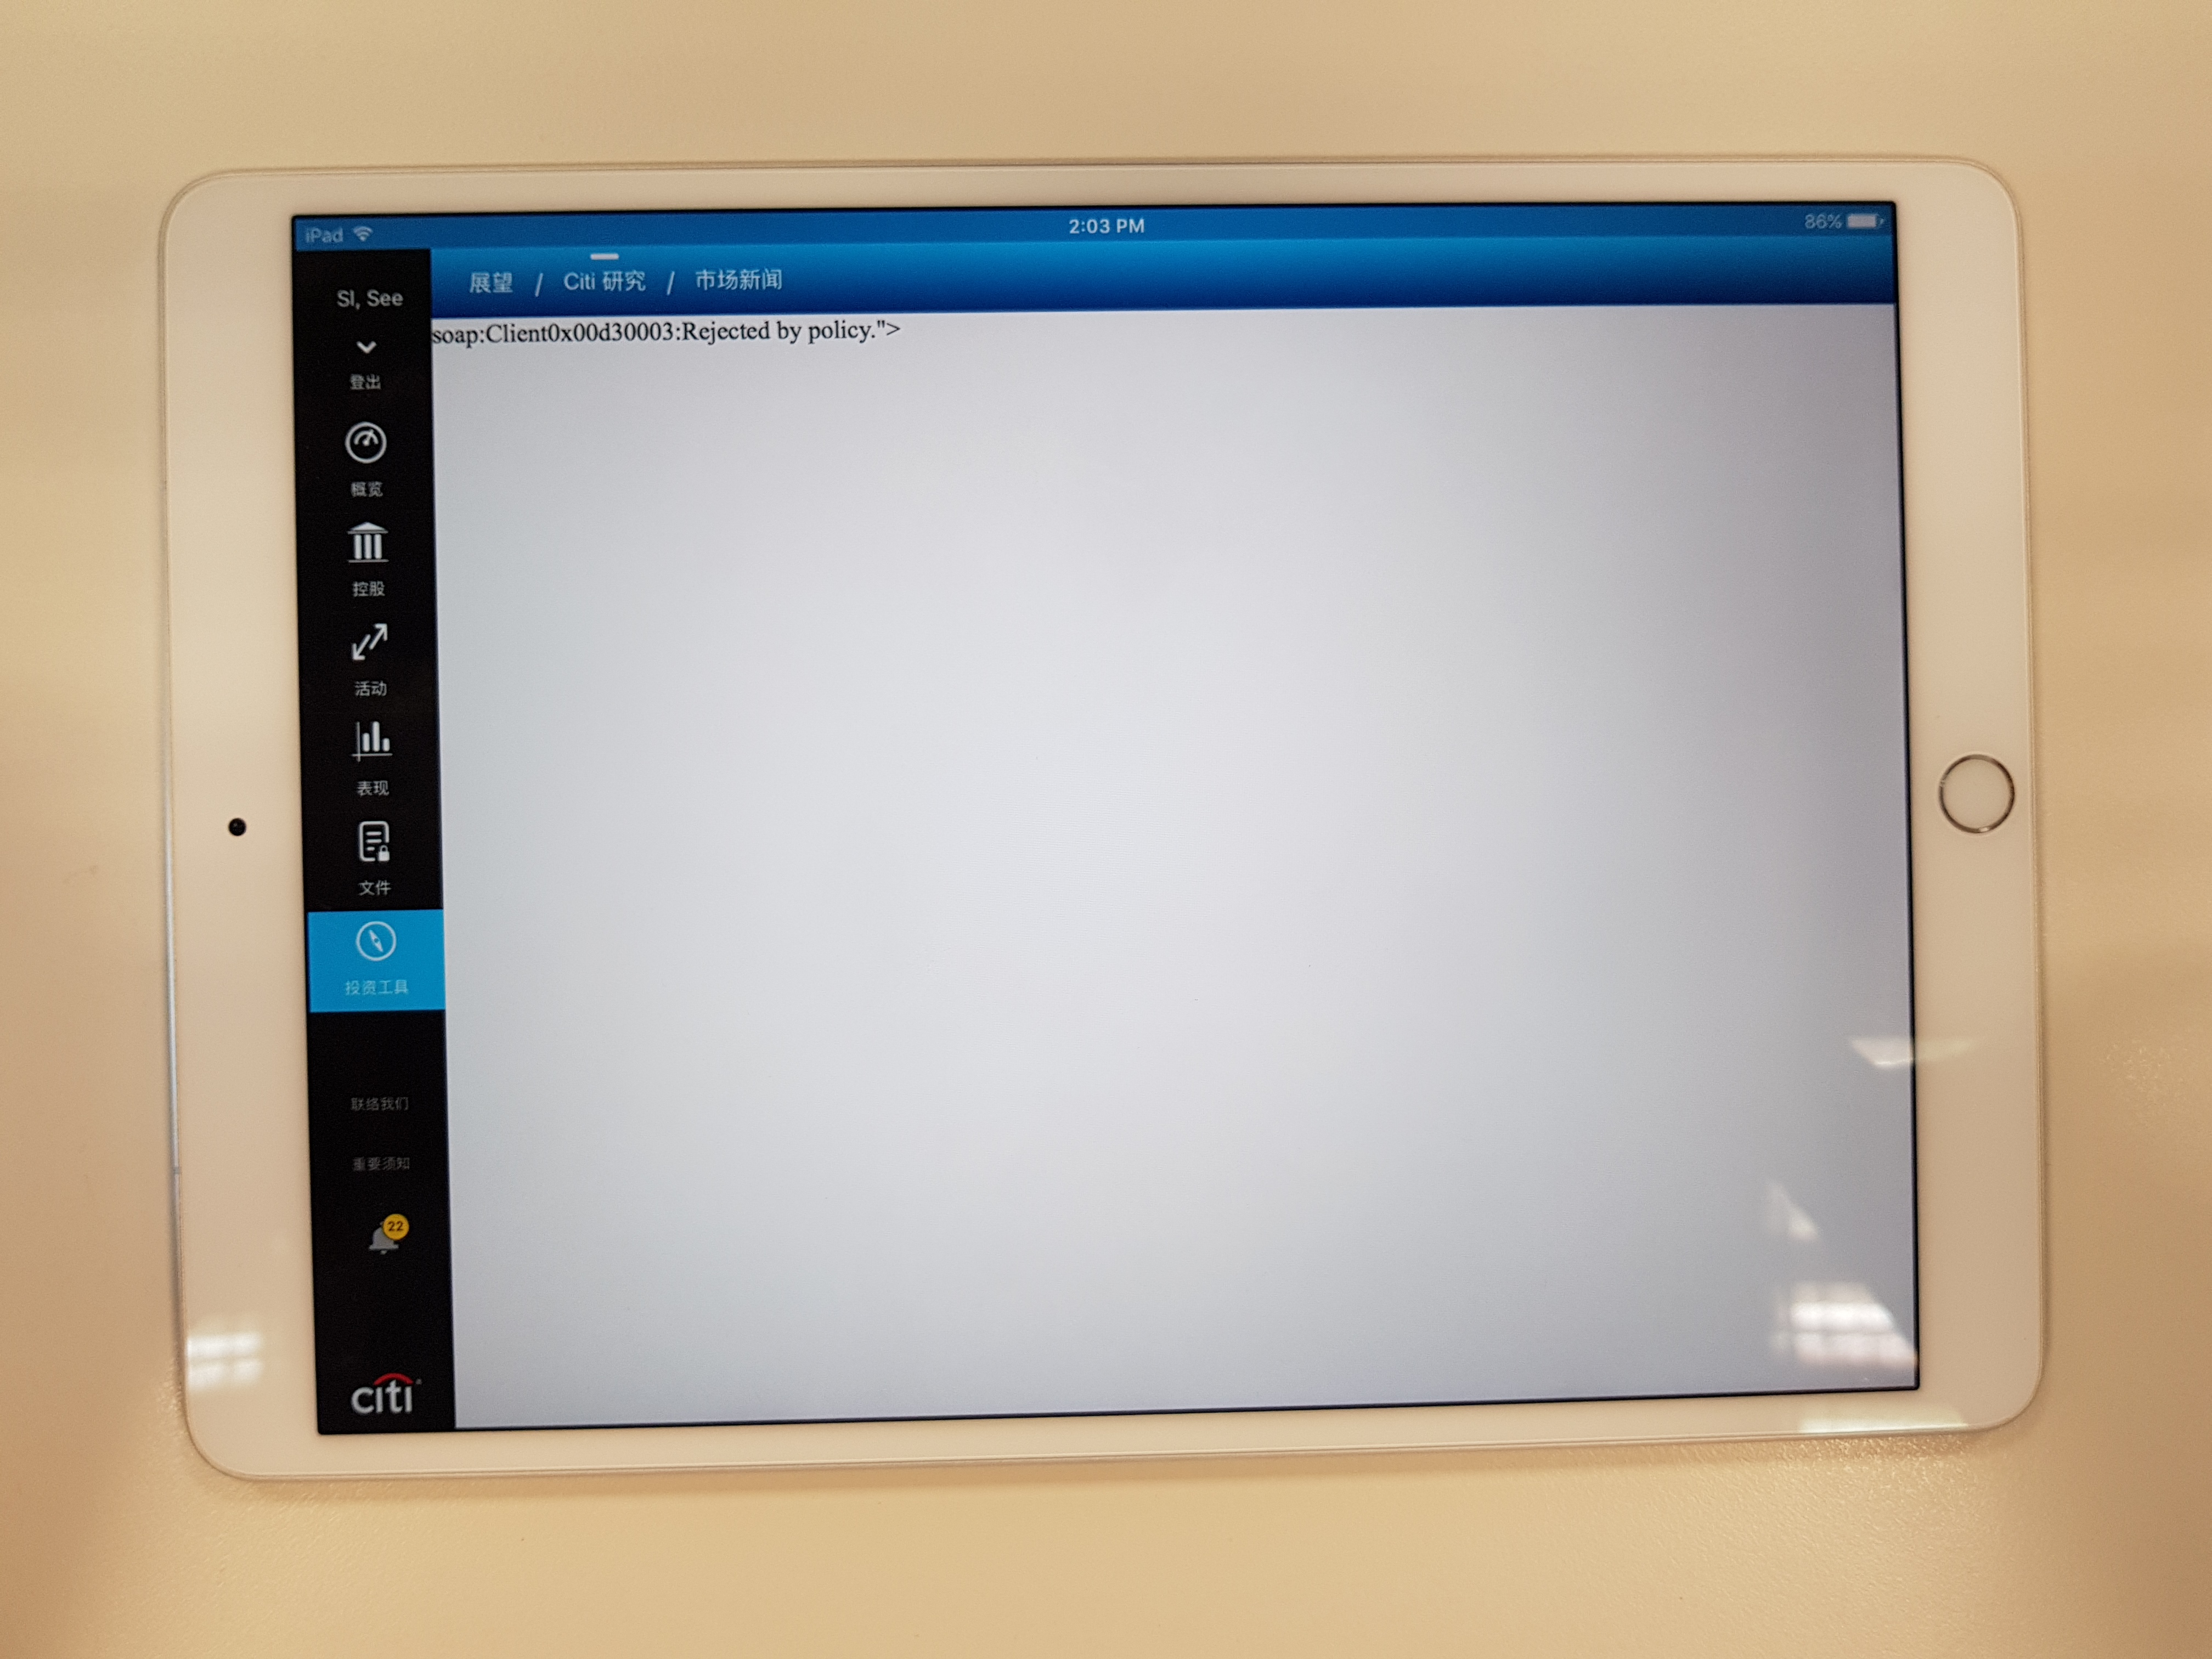 iPad
2:03 PM
86%
SI, See
登出
概览
控股
活动
表现
文件
投资工具
联络我们
重要须知
22
citi
展望 / Citi 研究 / 市场新闻
soap:Client0x00d30003:Rejected by policy.">